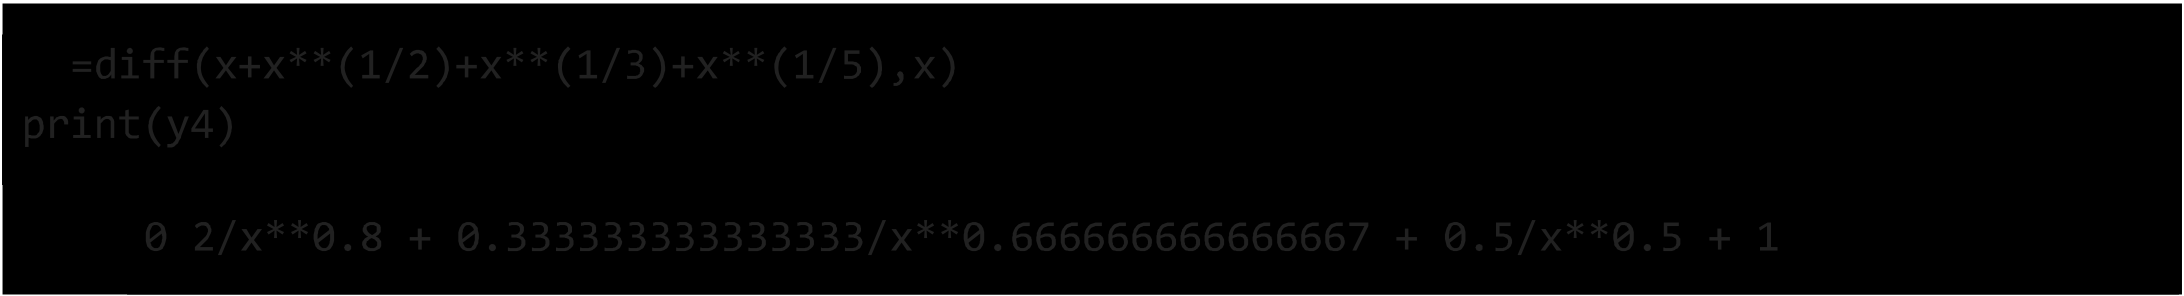 =diff(x+x**(1/2)+x**(1/3)+x**(1/5),x)
print(y4)
0 2/x**0.8 + 0.333333333333333/x**0.666666666666667 + 0.5/x**0.5 + 1